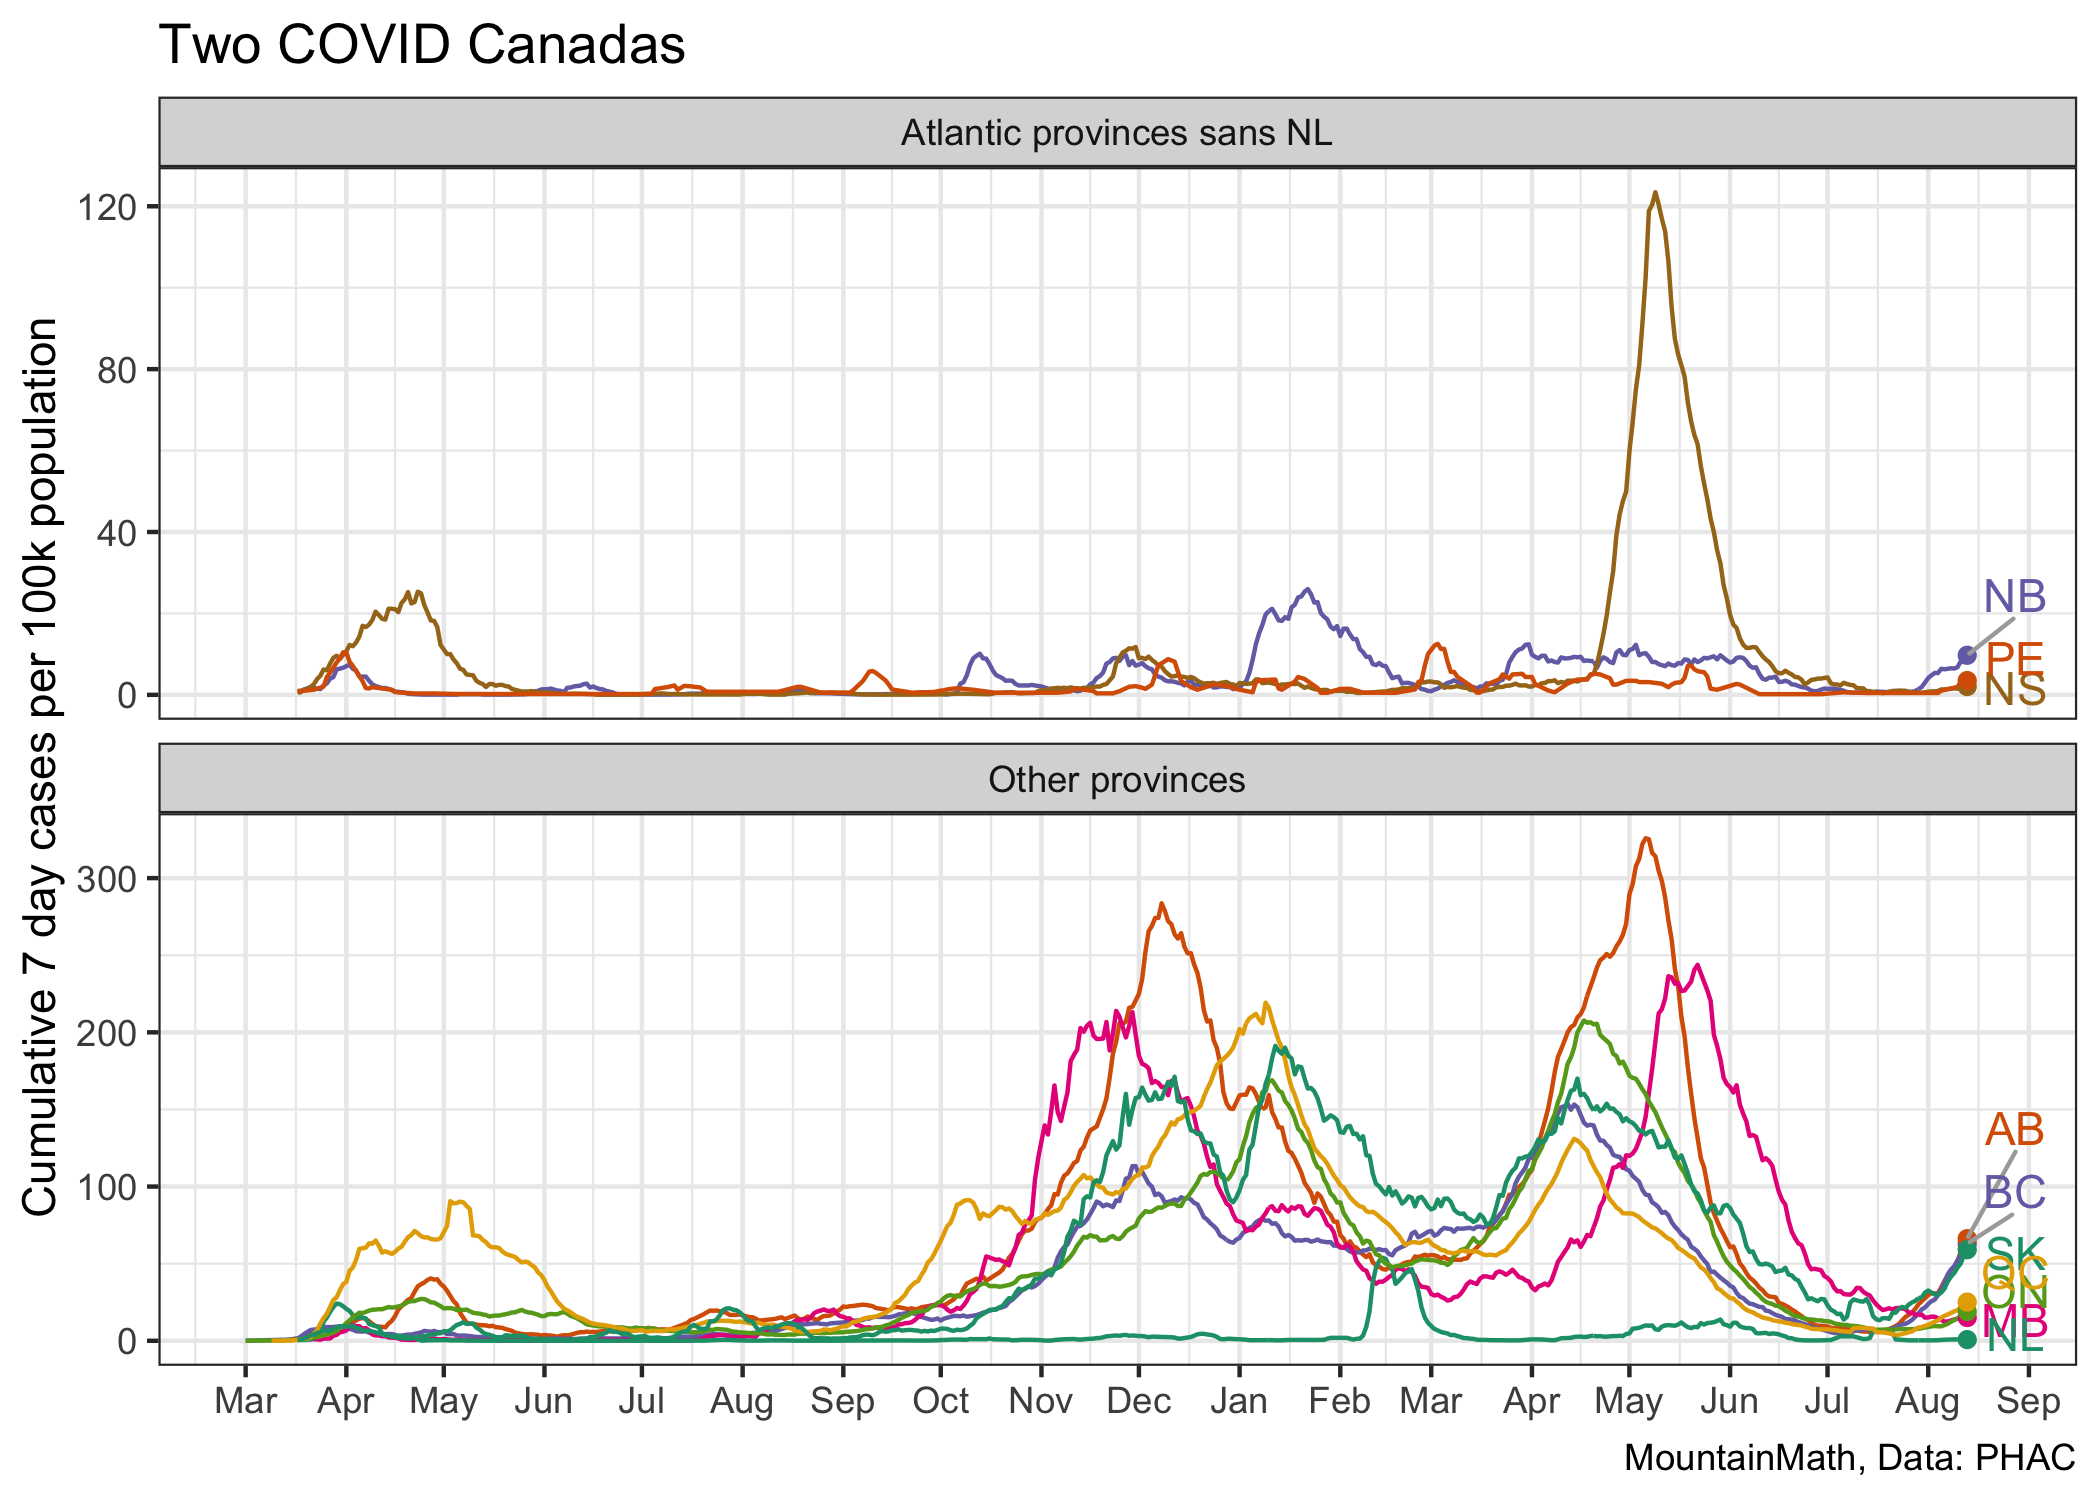 Two COVID Canadas
Atlantic provinces sans NL
Cumulative 7 day cases per 100k population
120
80
40
0
NB
PE
NS
Other provinces
300
200
100
0
AB
BC
SK
QC
ON
MB
NL
Mar Apr May Jun Jul Aug Sep Oct Nov Dec Jan Feb Mar Apr May Jun Jul Aug Sep
MountainMath, Data: PHAC